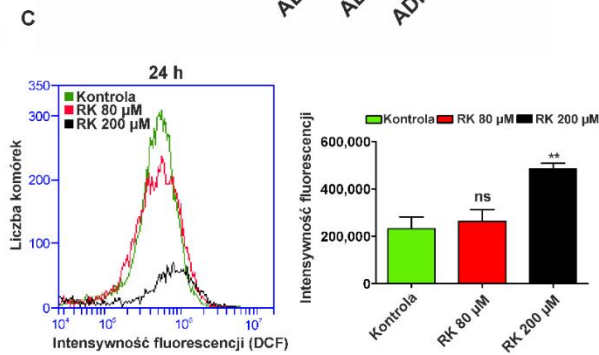 C
24 h
350
300
200
100
0
Kontrola
RK 80 µM
RK 200 µM
Liczba komórek
10⁴ 10⁵ 10⁶ 10⁷
Intensywność fluorescencji (DCF)
Kontrola RK 80 µM RK 200 µM
600,000
400,000
200,000
0
Intensywność fluorescencji
ns
**
Kontrola
RK 80 µM
RK 200 µM